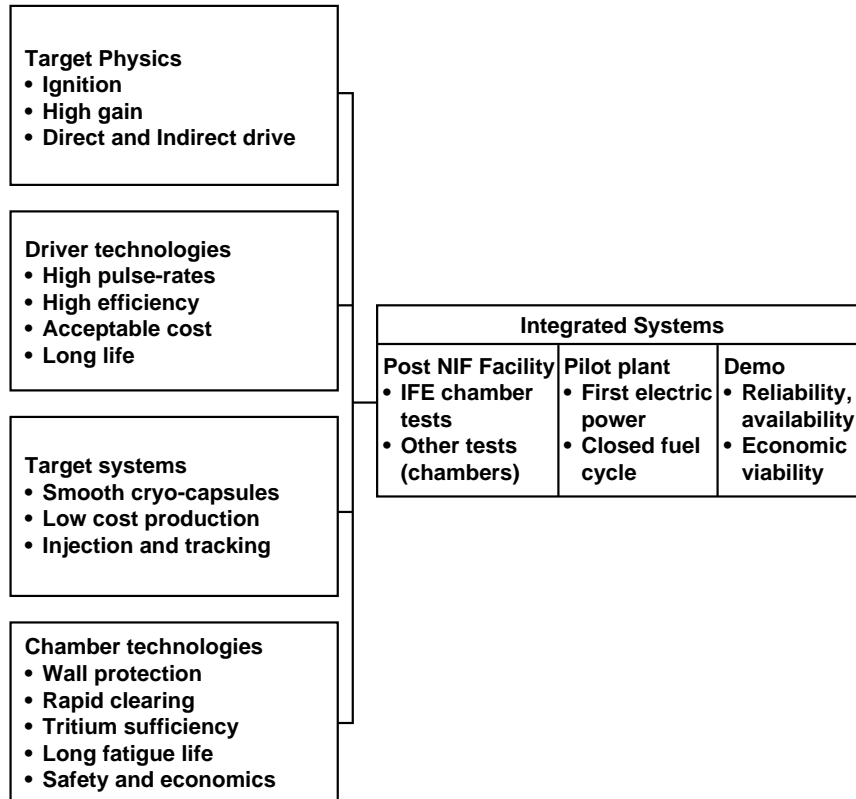 Target Physics
• Ignition
• High gain
• Direct and Indirect drive
Driver technologies
• High pulse-rates
• High efficiency
• Acceptable cost
• Long life
Target systems
• Smooth cryo-capsules
• Low cost production
• Injection and tracking
Chamber technologies
• Wall protection
• Rapid clearing
• Tritium sufficiency
• Long fatigue life
• Safety and economics
Integrated Systems
Post NIF Facility
• IFE chamber
tests
• Other tests
(chambers)
Pilot plant
• First electric
power
• Closed fuel
cycle
Demo
• Reliability,
availability
• Economic
viability